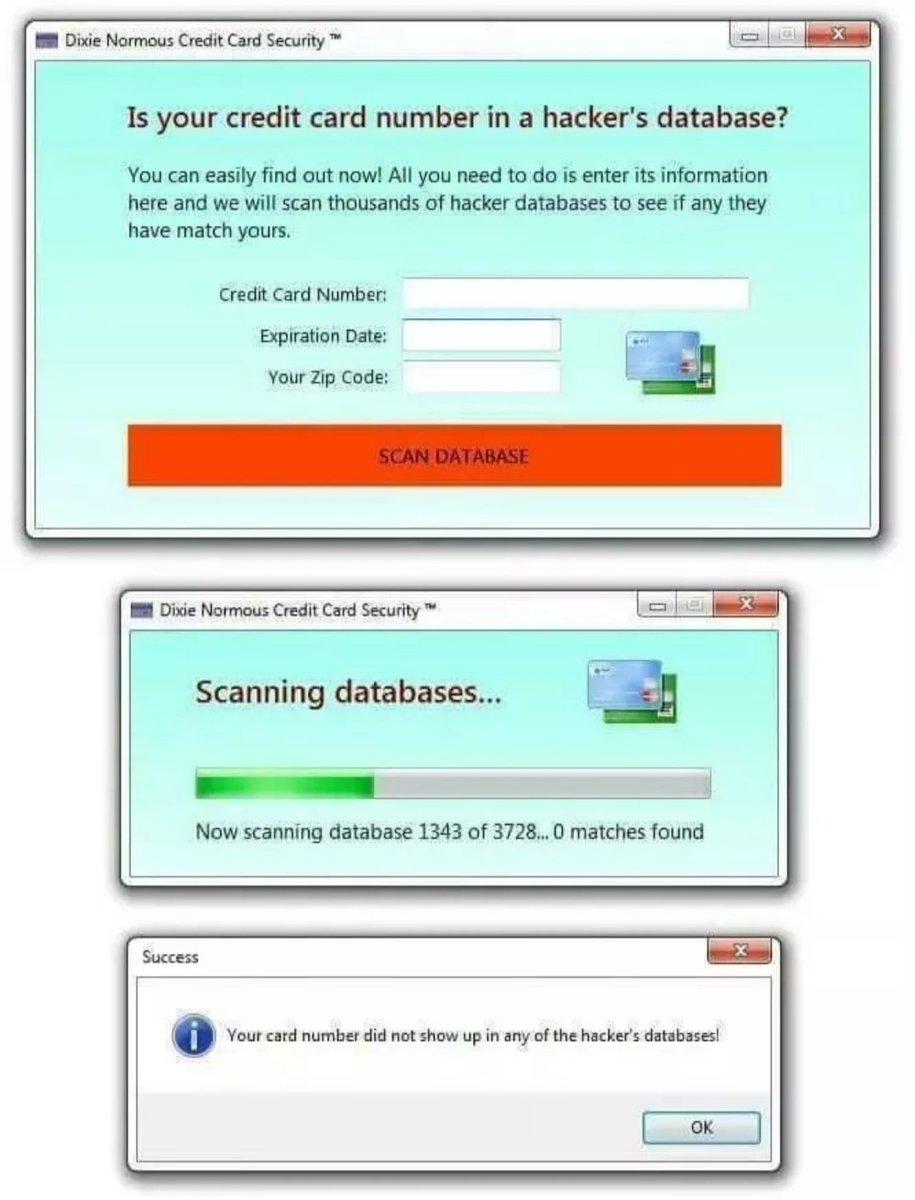 Dixie Normous Credit Card Security ™
Is your credit card number in a hacker's database?
You can easily find out now! All you need to do is enter its information
here and we will scan thousands of hacker databases to see if any they
have match yours.
Credit Card Number:
Expiration Date:
Your Zip Code:
SCAN DATABASE
Dixie Normous Credit Card Security ™
Scanning databases...
Now scanning database 1343 of 3728... 0 matches found
Success
Your card number did not show up in any of the hacker's databases!
OK